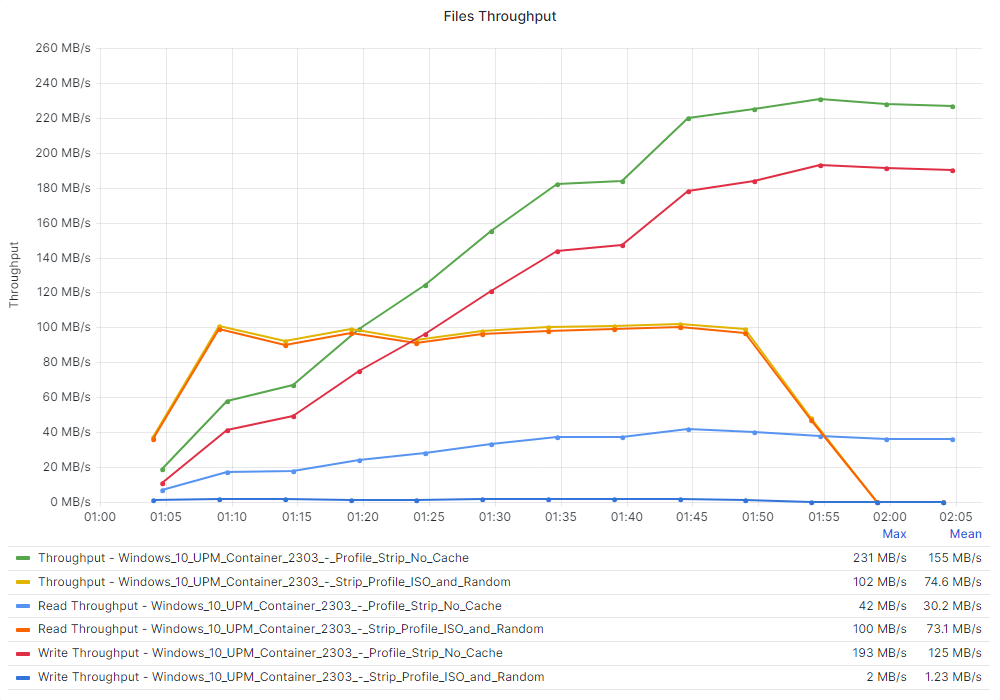 Files Throughput
260 MB/s
240 MB/s
220 MB/s
200 MB/s
180 MB/s
160 MB/s
140 MB/s
120 MB/s
100 MB/s
80 MB/s
60 MB/s
40 MB/s
20 MB/s
0 MB/s
Throughput
01:00 01:05 01:10 01:15 01:20 01:25 01:30 01:35 01:40 01:45 01:50 01:55 02:00 02:05
Max Mean
Throughput - Windows_10_UPM_Container_2303_-_Profile_Strip_No_Cache 231 MB/s 155 MB/s
Throughput - Windows_10_UPM_Container_2303_-_Strip_Profile_ISO_and_Random 102 MB/s 74.6 MB/s
Read Throughput - Windows_10_UPM_Container_2303_-_Profile_Strip_No_Cache 42 MB/s 30.2 MB/s
Read Throughput - Windows_10_UPM_Container_2303_-_Strip_Profile_ISO_and_Random 100 MB/s 73.1 MB/s
Write Throughput - Windows_10_UPM_Container_2303_-_Profile_Strip_No_Cache 193 MB/s 125 MB/s
Write Throughput - Windows_10_UPM_Container_2303_-_Strip_Profile_ISO_and_Random 2 MB/s 1.23 MB/s